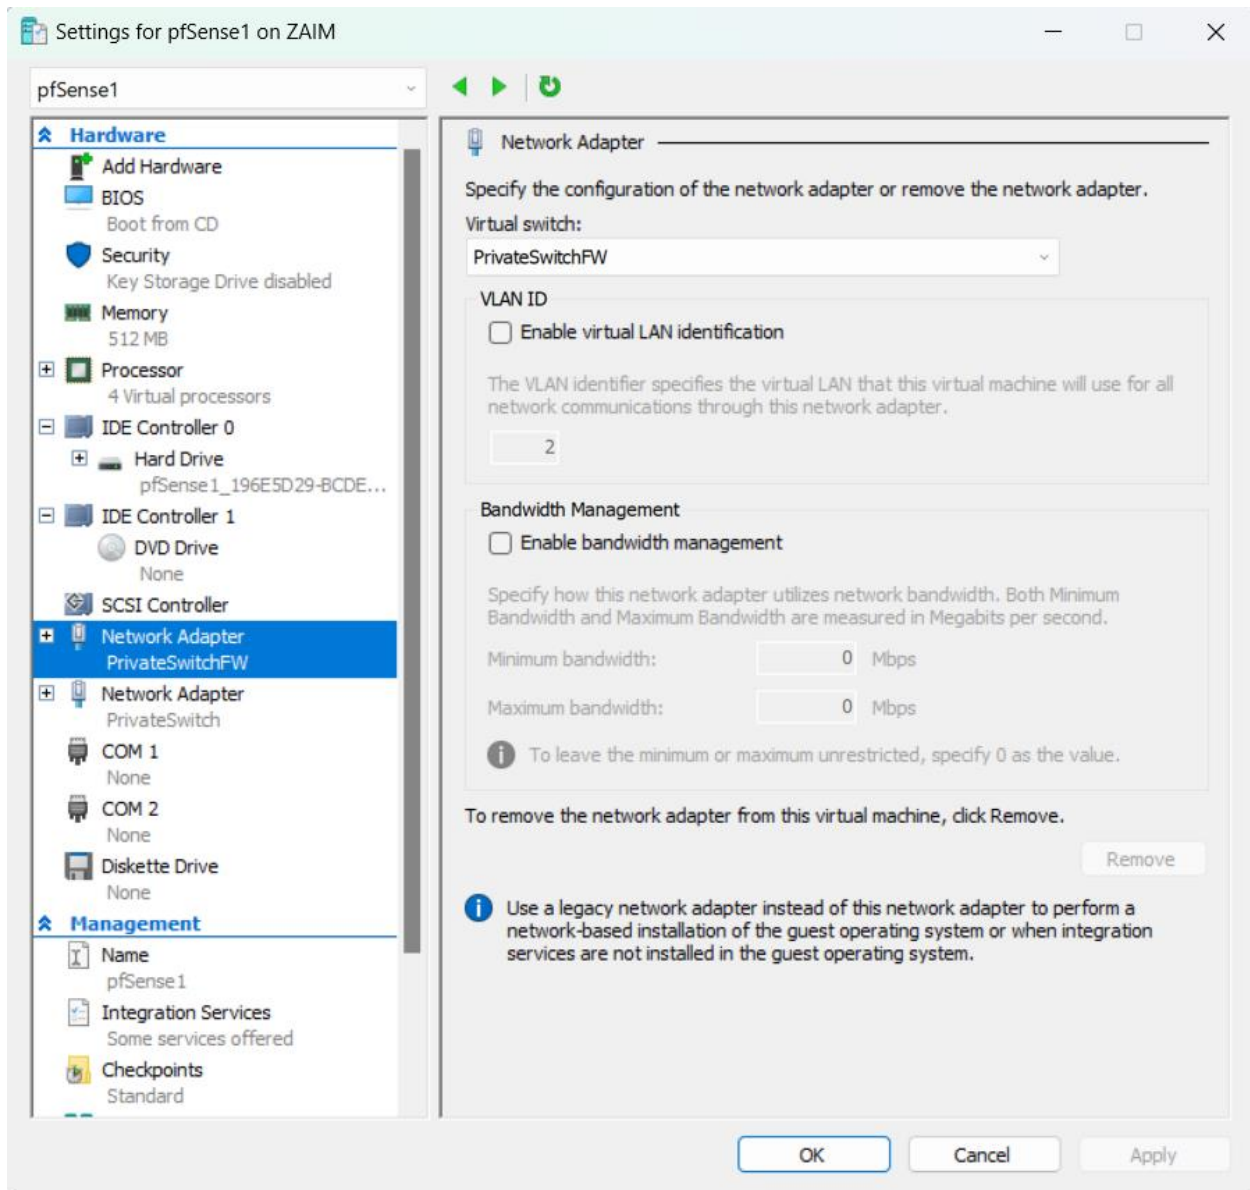 Settings for pfSense1 on ZAIM
pfSense1
Hardware
Add Hardware
BIOS
Boot from CD
Security
Key Storage Drive disabled
Memory
512 MB
Processor
4 Virtual processors
IDE Controller 0
Hard Drive
pfSense1_196E5D29-BCDE...
IDE Controller 1
DVD Drive
None
SCSI Controller
Network Adapter
PrivateSwitchFW
Network Adapter
PrivateSwitch
COM 1
None
COM 2
None
Diskette Drive
None
Management
Name
pfSense1
Integration Services
Some services offered
Checkpoints
Standard
Network Adapter
Specify the configuration of the network adapter or remove the network adapter.
Virtual switch:
PrivateSwitchFW
VLAN ID
Enable virtual LAN identification
The VLAN identifier specifies the virtual LAN that this virtual machine will use for all
network communications through this network adapter.
2
Bandwidth Management
Enable bandwidth management
Specify how this network adapter utilizes network bandwidth. Both Minimum
Bandwidth and Maximum Bandwidth are measured in Megabits per second.
Minimum bandwidth: 0 Mbps
Maximum bandwidth: 0 Mbps
To leave the minimum or maximum unrestricted, specify 0 as the value.
To remove the network adapter from this virtual machine, click Remove.
Remove
Use a legacy network adapter instead of this network adapter to perform a
network-based installation of the guest operating system or when integration
services are not installed in the guest operating system.
OK Cancel Apply